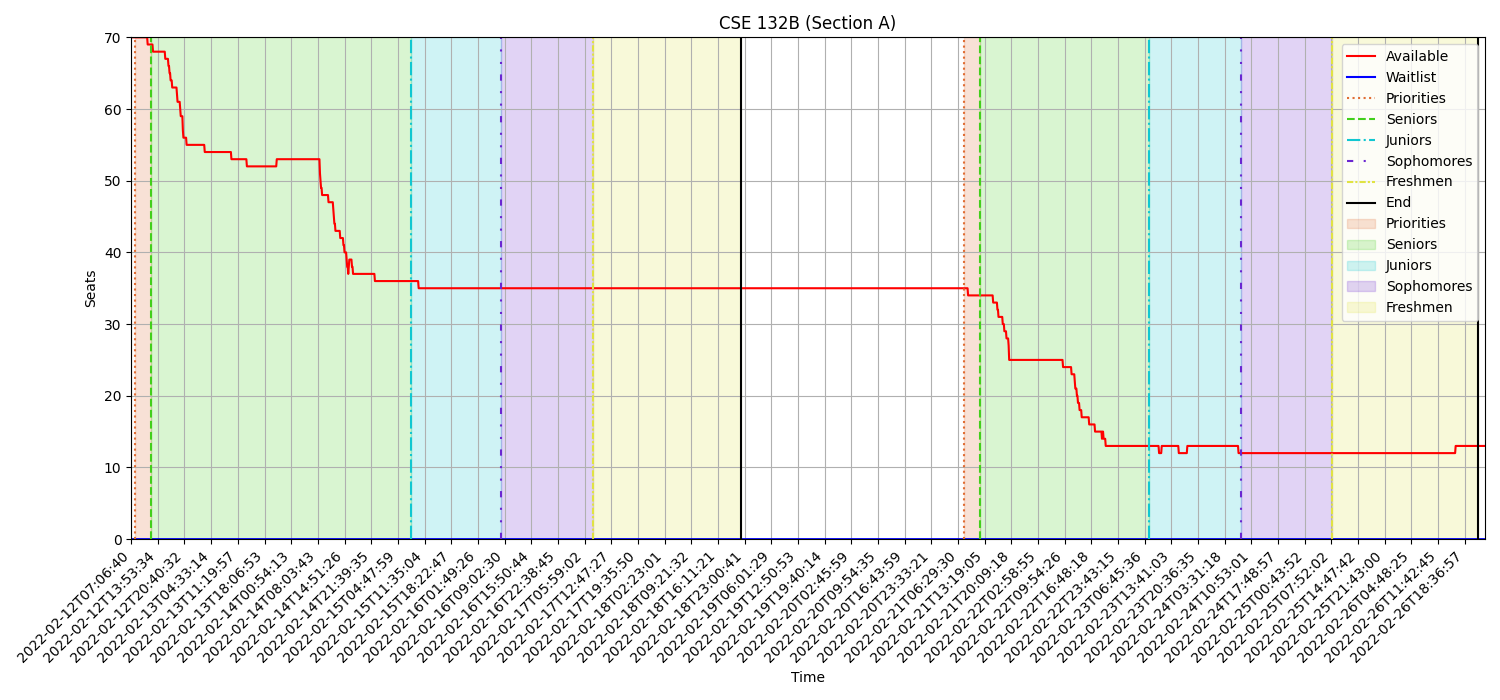 CSE 132B (Section A)
70
60
50
40
30
20
10
0
Seats
Available
Waitlist
Priorities
Seniors
Juniors
Sophomores
Freshmen
End
Priorities
Seniors
Juniors
Sophomores
Freshmen
2022-02-12T07:06:40
2022-02-12T13:53:34
2022-02-12T20:40:32
2022-02-13T04:33:14
2022-02-13T11:19:57
2022-02-13T18:06:53
2022-02-14T00:54:13
2022-02-14T08:03:43
2022-02-14T14:51:26
2022-02-14T21:39:35
2022-02-15T04:47:59
2022-02-15T11:35:04
2022-02-15T18:22:47
2022-02-16T01:49:26
2022-02-16T09:02:30
2022-02-16T15:50:44
2022-02-16T22:38:45
2022-02-17T05:59:02
2022-02-17T12:47:27
2022-02-17T19:35:50
2022-02-18T02:23:01
2022-02-18T09:21:32
2022-02-18T16:11:21
2022-02-18T23:00:41
2022-02-19T06:01:29
2022-02-19T12:50:53
2022-02-19T19:40:14
2022-02-20T02:45:59
2022-02-20T09:54:35
2022-02-20T16:43:59
2022-02-20T23:33:21
2022-02-21T06:29:30
2022-02-21T13:19:05
2022-02-21T20:09:18
2022-02-22T02:58:55
2022-02-22T09:54:26
2022-02-22T16:48:18
2022-02-22T23:43:15
2022-02-23T06:45:36
2022-02-23T13:41:03
2022-02-23T20:36:35
2022-02-24T03:31:18
2022-02-24T10:53:01
2022-02-24T17:48:57
2022-02-25T00:43:52
2022-02-25T07:52:02
2022-02-25T14:47:42
2022-02-25T21:43:00
2022-02-26T04:48:25
2022-02-26T11:42:45
2022-02-26T18:36:57
Time